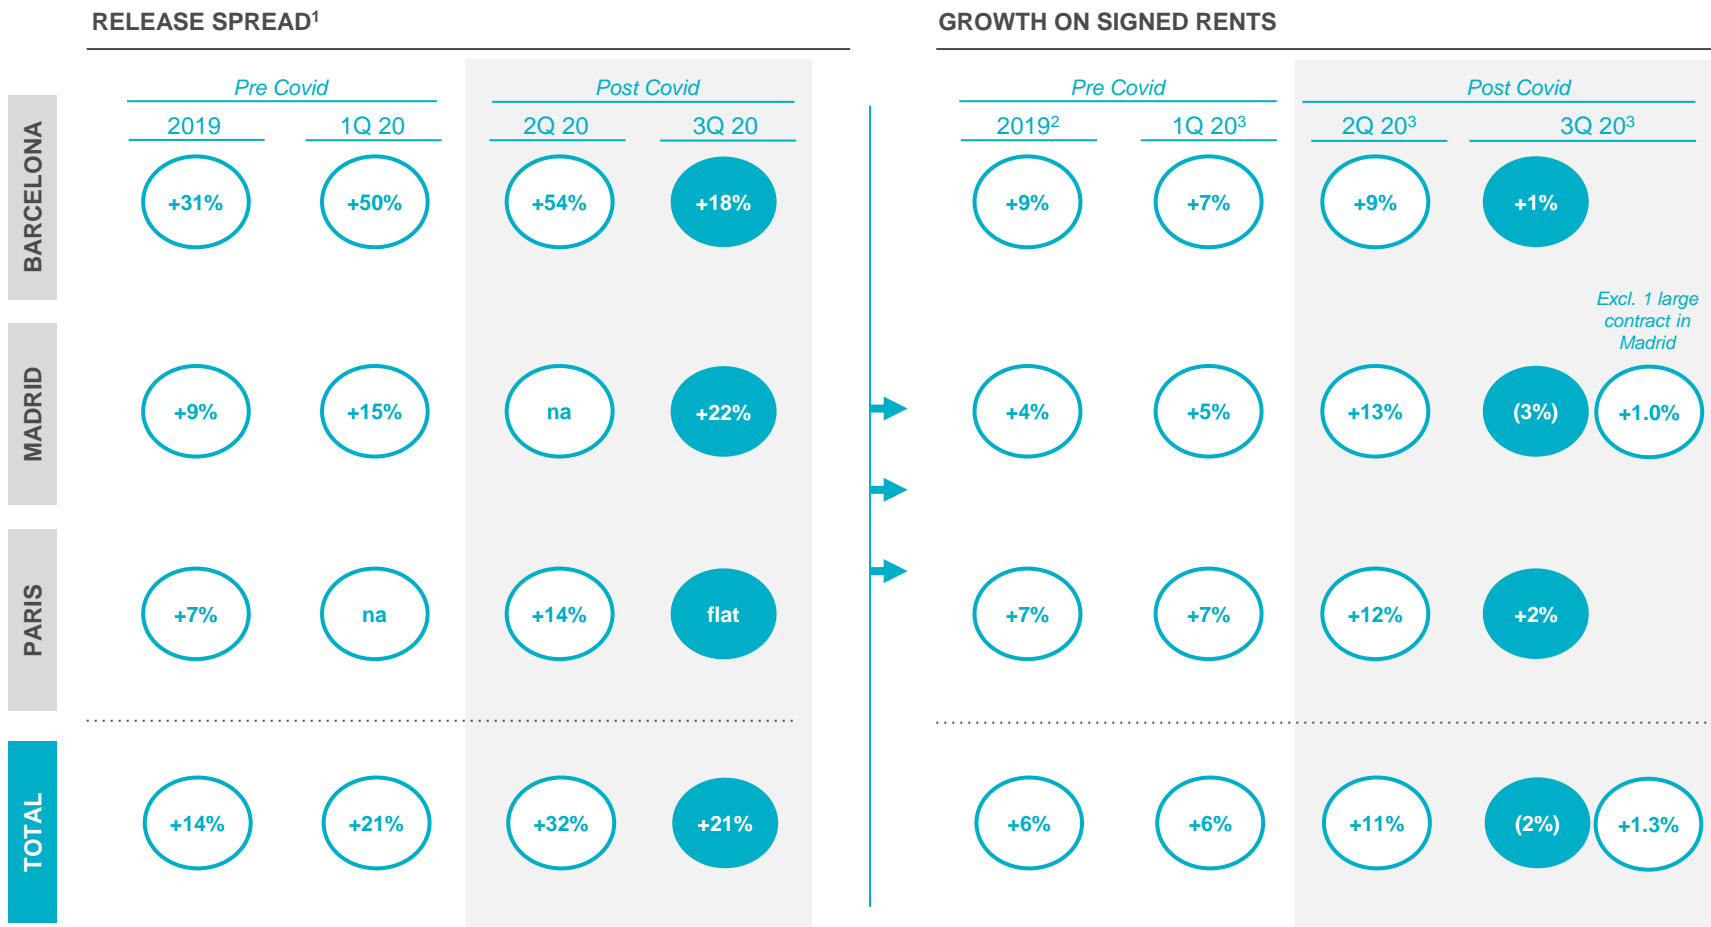 RELEASE SPREAD¹
GROWTH ON SIGNED RENTS
Pre Covid
Post Covid
Pre Covid
Post Covid
2019
1Q 20
2Q 20
3Q 20
2019²
1Q 20³
2Q 20³
3Q 20³
BARCELONA
+31%
+50%
+54%
+18%
+9%
+7%
+9%
+1%
Excl. 1 large
contract in
Madrid
MADRID
+9%
+15%
na
+22%
+4%
+5%
+13%
(3%)
+1.0%
PARIS
+7%
na
+14%
flat
+7%
+7%
+12%
+2%
TOTAL
+14%
+21%
+32%
+21%
+6%
+6%
+11%
(2%)
+1.3%